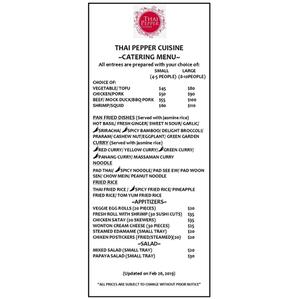 THAI
PEPPER
THAI PEPPER CUISINE
~CATERING MENU~
All entrees are prepared with your choice of:
SMALL LARGE
(4-5 PEOPLE) (8-10PEOPLE)
CHOICE OF:
VEGETABLE/TOFU $45 $80
CHICKEN/PORK $50 $90
BEEF/MOCK DUCK/BBQ PORK $55 $100
SHRIMP/SQUID $60 $110
PAN FRIED DISHES (Served with jasmine rice)
HOT BASIL/ FRESH GINGER/ SWEET N SOUR/ GARLIC/
SRIRACHA/ SPICY BAMBOO/ DELIGHT BROCCOLI/
PRARAM/ CASHEW NUT/EGGPLANT/ GREEN GARDEN
CURRY (Served with jasmine rice)
RED CURRY/ YELLOW CURRY/ GREEN CURRY/
PANANG CURRY/ MASSAMAN CURRY
NOODLE
PAD THAI/ SPICY NOODLE/ PAD SEE EW/ PAD WOON
SEN/ CHOW MEIN/ PEANUT NOODLE
FRIED RICE
THAI FRIED RICE / SPICY FRIED RICE/ PINEAPPLE
FRIED RICE/ TOM YUM FRIED RICE
~APPITIZERS~
VEGGIE EGG ROLLS (20 PIECES) $20
FRESH ROLL WITH SHRIMP (30 SUSHI CUTS) $35
CHICKEN SATAY (20 SKEWERS) $35
WONTON CREAM CHEESE (30 PIECES) $25
STEAMED EDAMAME (SMALL TRAY) $20
CHIKEN POSTICKERS (FRIED/STEAMED)(20) $20
~SALAD~
MIXED SALAD (SMALL TRAY) $20
PAPAYA SALAD (SMALL TRAY) $30
(Updated on Feb 26, 2019)
*ALL PRICES ARE SUBJECT TO CHANGE WITHOUT PRIOR NOTICE*